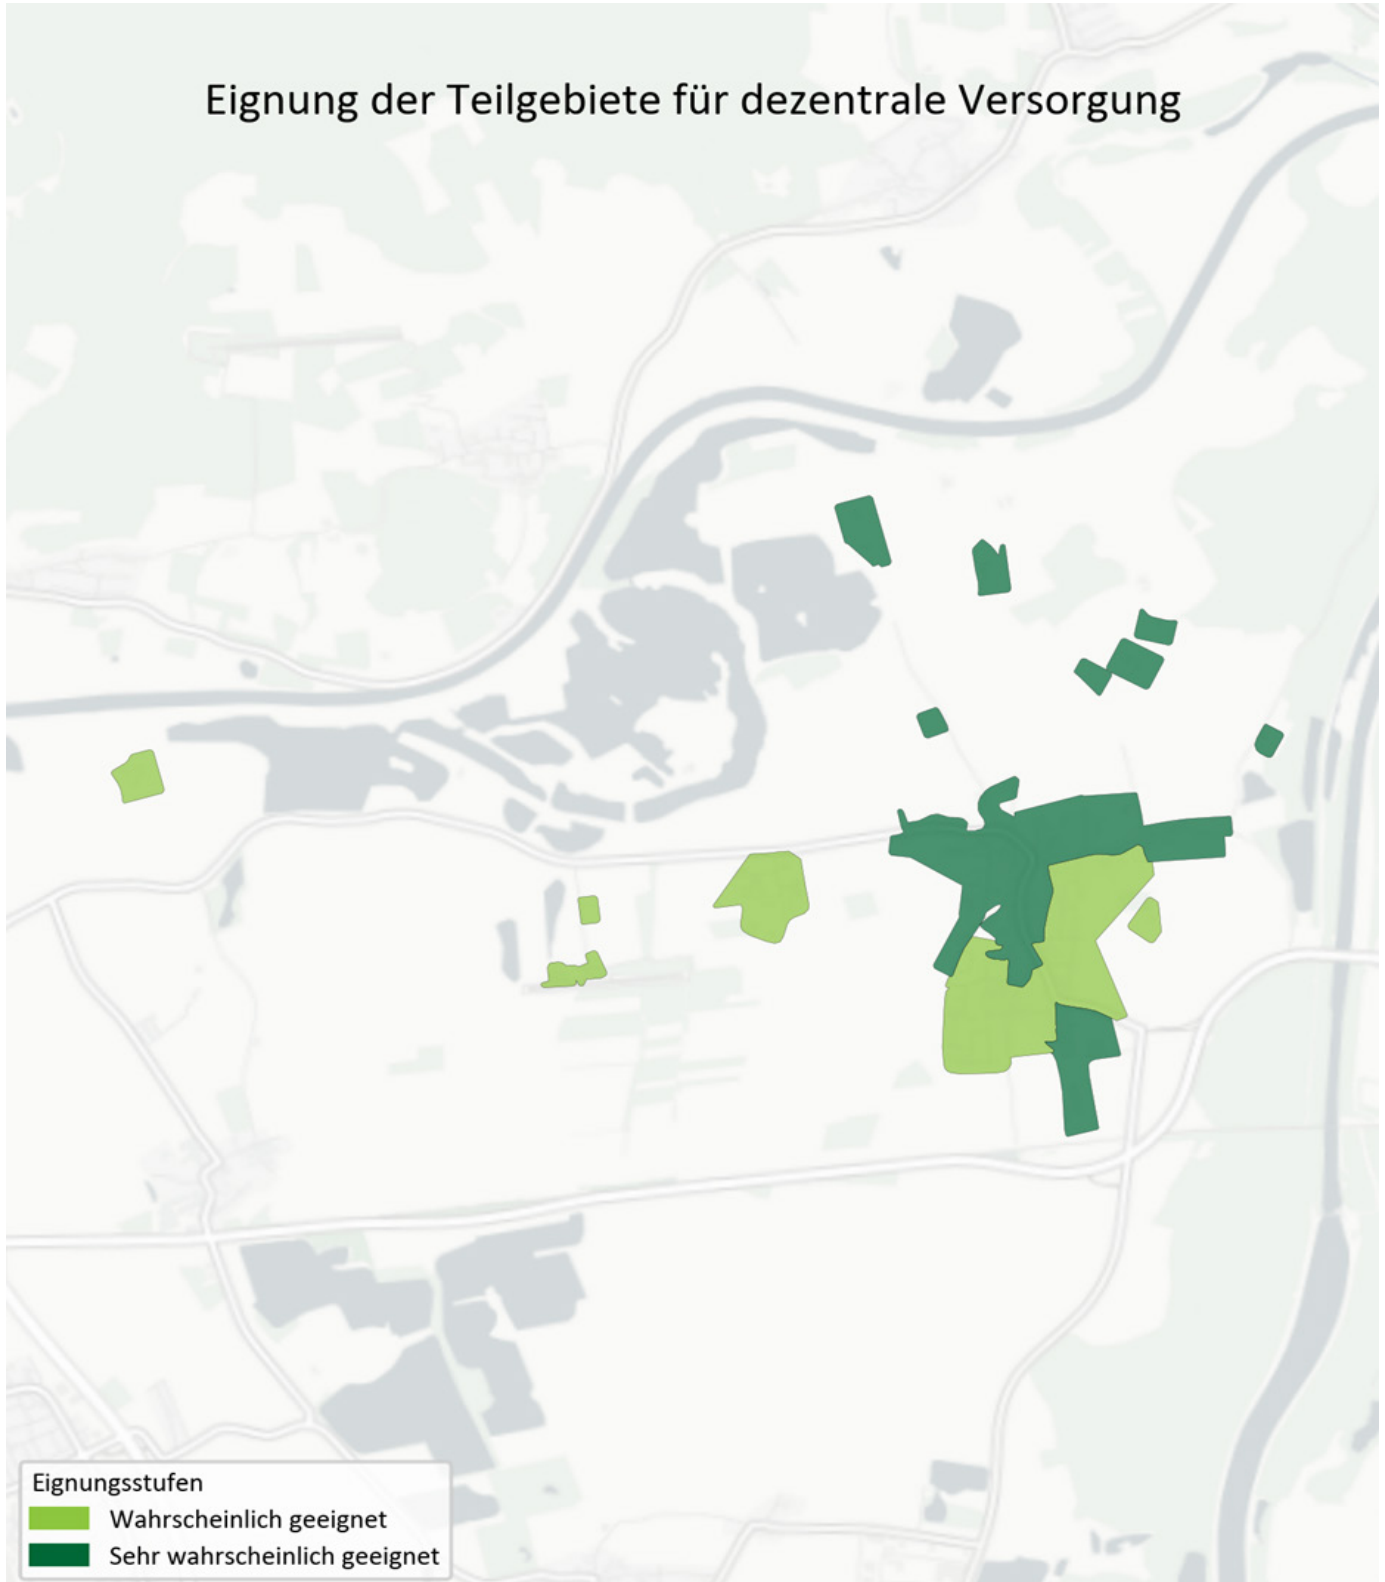 Eignung der Teilgebiete für dezentrale Versorgung
Eignungsstufen
Wahrscheinlich geeignet
Sehr wahrscheinlich geeignet